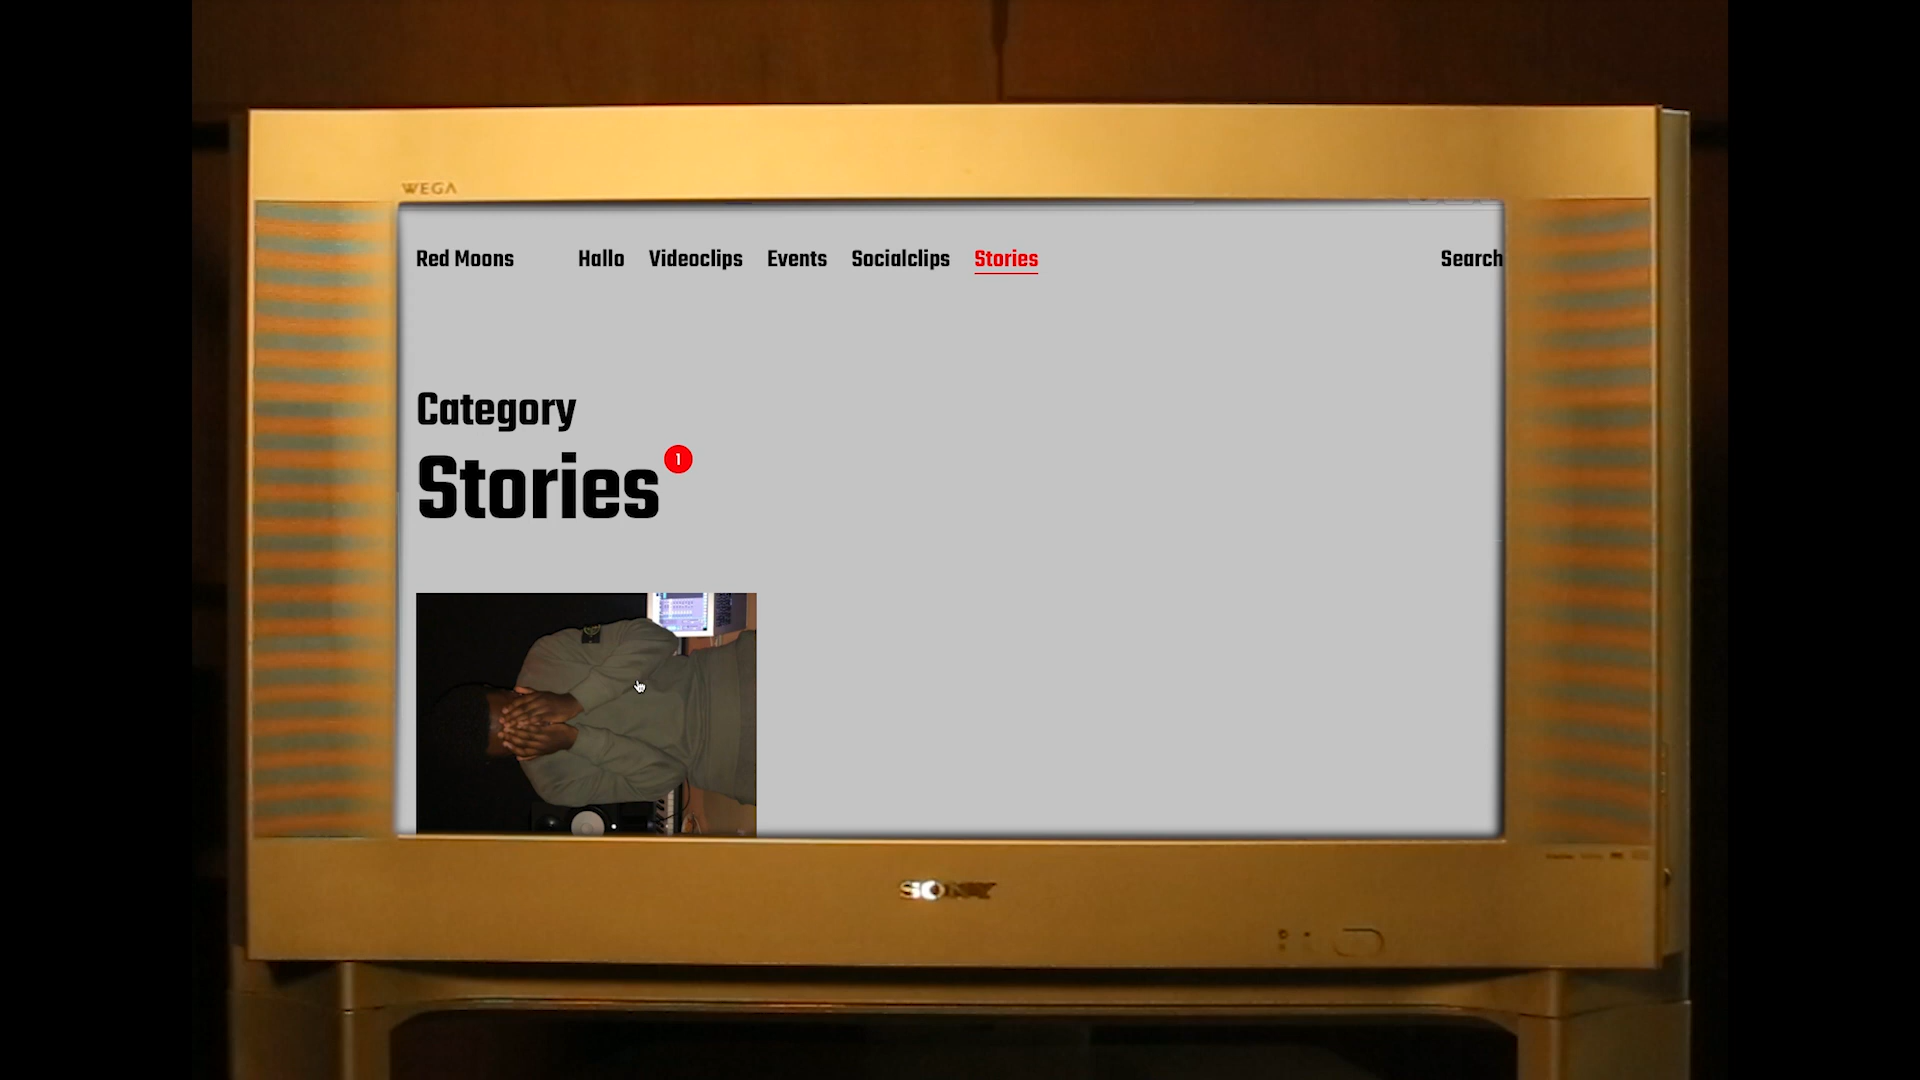 WEGA
Red Moons Hallo Videoclips Events Socialclips Stories Search
Category
Stories 1
SONY